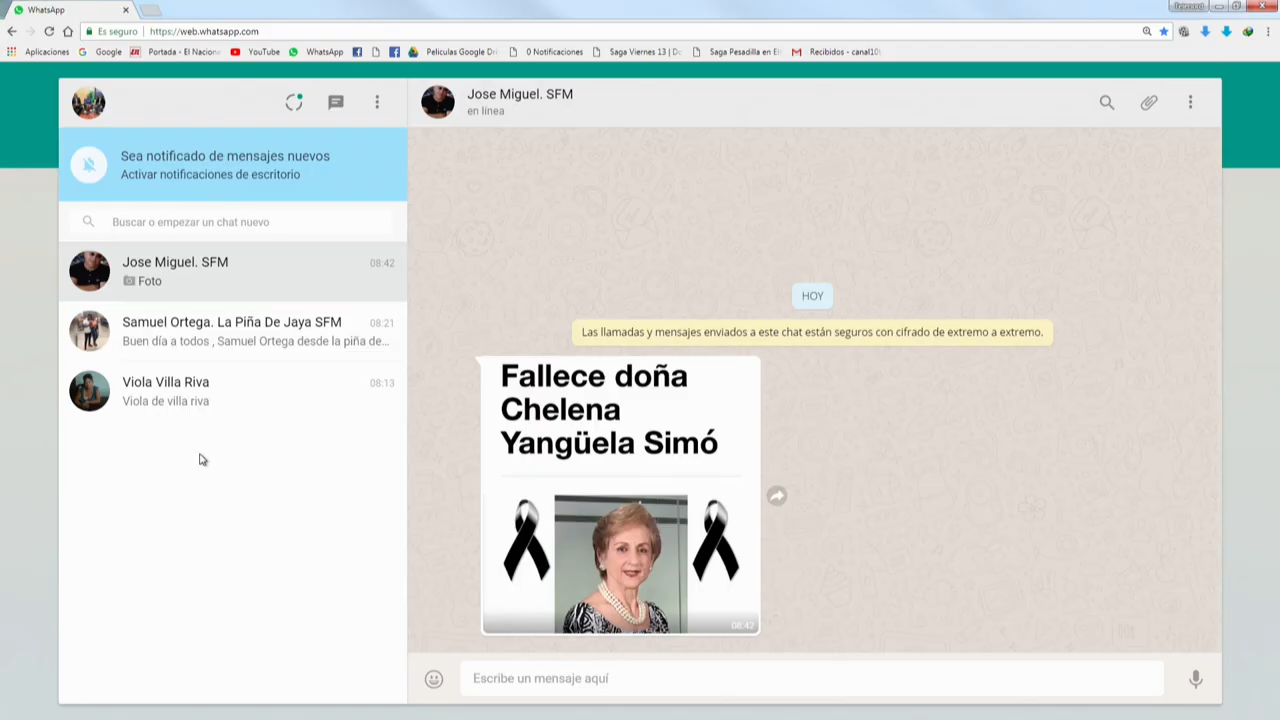 WhatsApp
Es seguro
https://web.whatsapp.com
Aplicaciones
Google
Portada - El Nacion
YouTube
WhatsApp
Películas Google Dri
0 Notificaciones
Saga Viernes 13 | Do
Saga Pesadilla en El
Recibidos - canal10
Sea notificado de mensajes nuevos
Activar notificaciones de escritorio
Buscar o empezar un chat nuevo
Jose Miguel. SFM
08:42
Foto
Samuel Ortega. La Piña De Jaya SFM
08:21
Buen día a todos , Samuel Ortega desde la piña de...
Viola Villa Riva
08:13
Viola de villa riva
Jose Miguel. SFM
en línea
HOY
Las llamadas y mensajes enviados a este chat están seguros con cifrado de extremo a extremo.
Fallece doña
Chelena
Yangüela Simó
08:42
Escribe un mensaje aquí